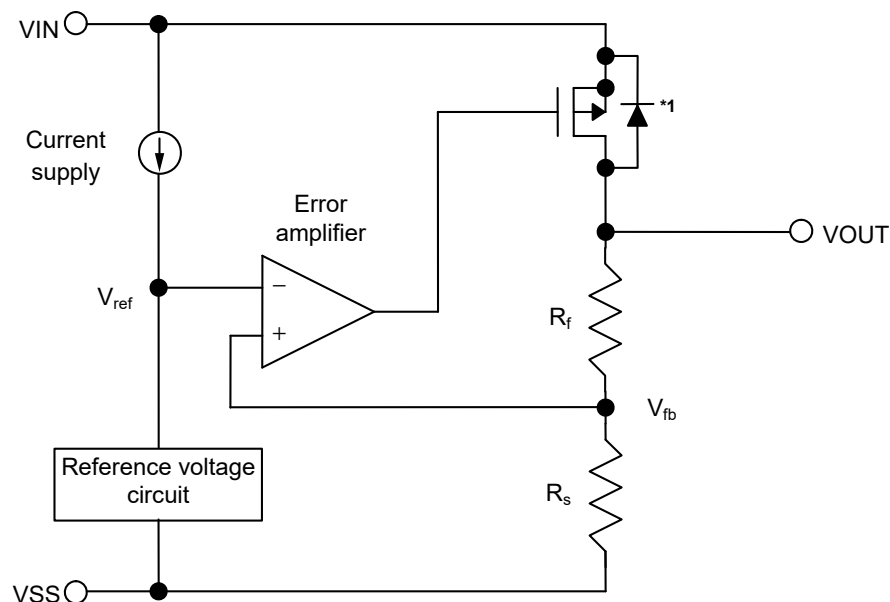 VIN
*1
Current
supply
Error
amplifier
VOUT
−
Vref
Rf
+
Vfb
Reference voltage
circuit
Rs
VSS